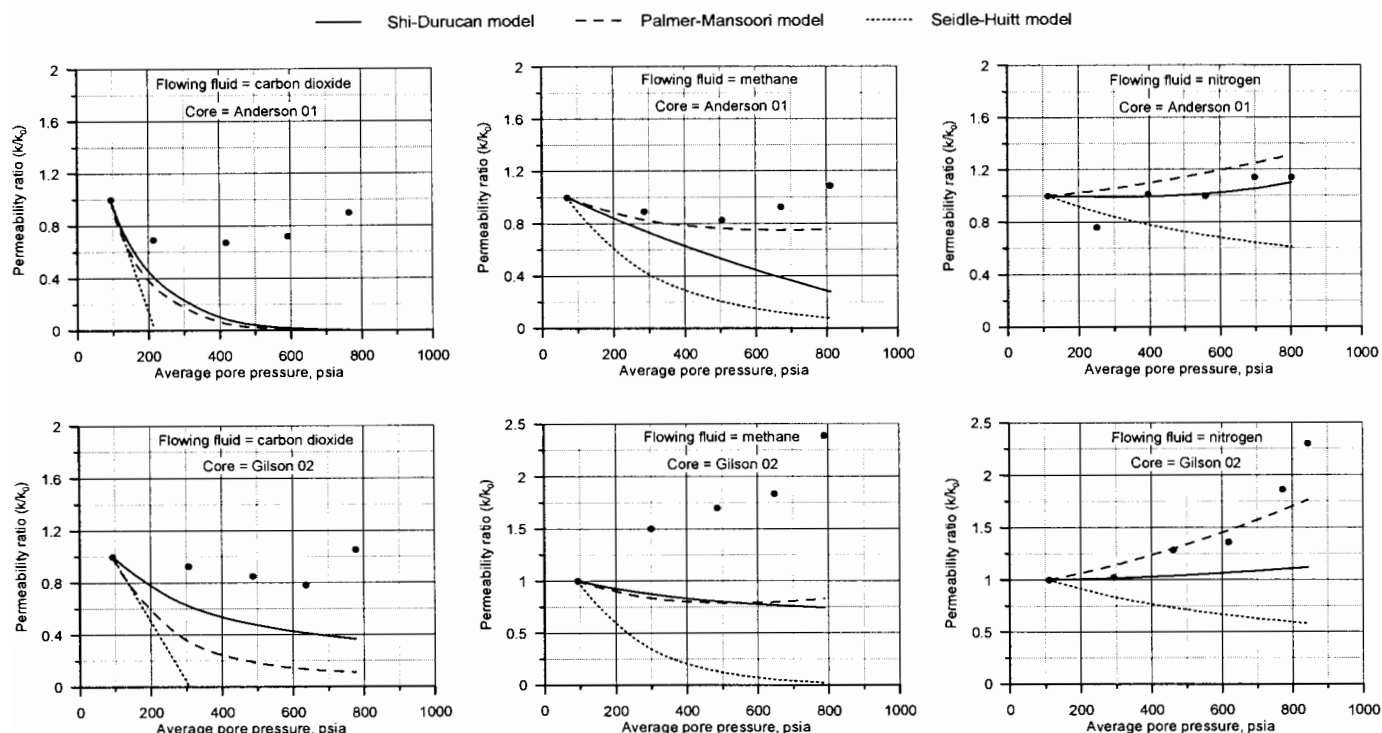 Shi-Durucan model Palmer-Mansoori model Seidle-Huitt model
Flowing fluid = carbon dioxide
Core = Anderson 01
Permeability ratio (k/k0)
2
1.6
1.2
0.8
0.4
0
0 200 400 600 800 1000
Average pore pressure, psia
Flowing fluid = methane
Core = Anderson 01
Permeability ratio (k/k0)
2
1.6
1.2
0.8
0.4
0
0 200 400 600 800 1000
Average pore pressure, psia
Flowing fluid = nitrogen
Core = Anderson 01
Permeability ratio (k/k0)
2
1.6
1.2
0.8
0.4
0
0 200 400 600 800 1000
Average pore pressure, psia
Flowing fluid = carbon dioxide
Core = Gilson 02
Permeability ratio (k/k0)
2
1.6
1.2
0.8
0.4
0
0 200 400 600 800 1000
Average pore pressure, psia
Flowing fluid = methane
Core = Gilson 02
Permeability ratio (k/k0)
2.5
2
1.5
1
0.5
0
0 200 400 600 800 1000
Average pore pressure, psia
Flowing fluid = nitrogen
Core = Gilson 02
Permeability ratio (k/k0)
2.5
2
1.5
1
0.5
0
0 200 400 600 800 1000
Average pore pressure, psia